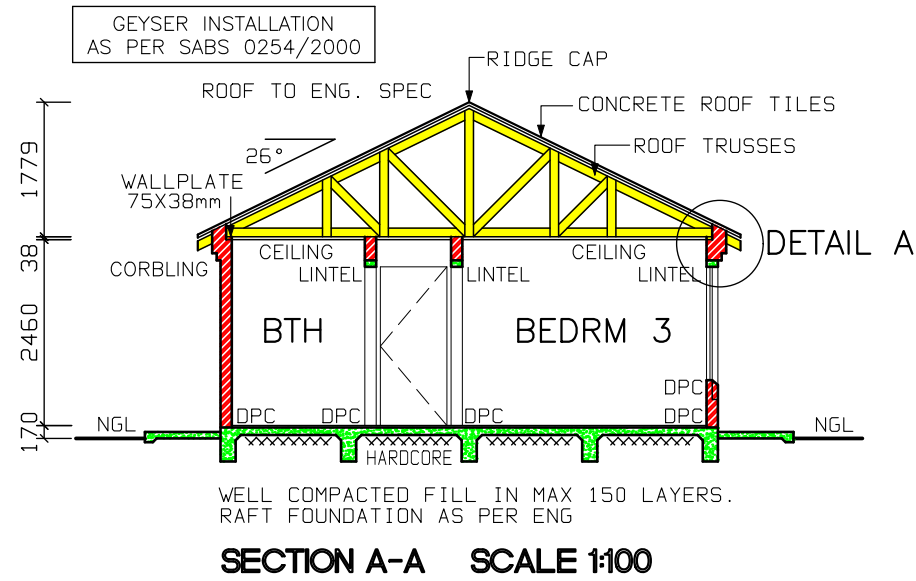 GEYSER INSTALLATION
AS PER SABS 0254/2000
RIDGE CAP
ROOF TO ENG. SPEC
CONCRETE ROOF TILES
ROOF TRUSSES
26°
WALLPLATE
75X38mm
1779
38
2460
170
CORBLING
CEILING
CEILING
DETAIL A
LINTEL
LINTEL
LINTEL
BTH
BEDRM 3
DPC
DPC
DPC
DPC
DPC
NGL
NGL
HARDCORE
WELL COMPACTED FILL IN MAX 150 LAYERS.
RAFT FOUNDATION AS PER ENG
SECTION A-A SCALE 1:100